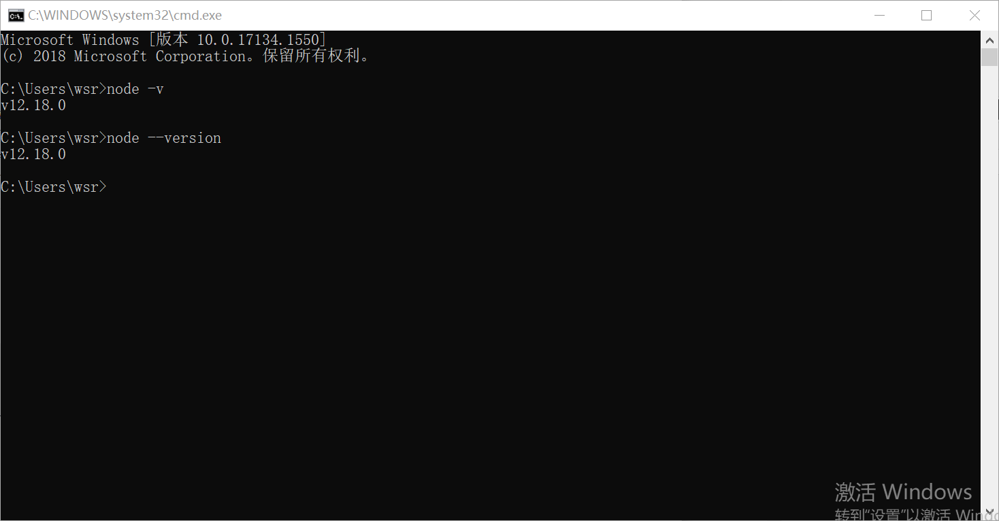 C:\WINDOWS\system32\cmd.exe
Microsoft Windows [版本 10.0.17134.1550]
(c) 2018 Microsoft Corporation。保留所有权利。
C:\Users\wsr>node -v
v12.18.0
C:\Users\wsr>node --version
v12.18.0
C:\Users\wsr>
激活 Windows
转到“设置”以激活 Windo